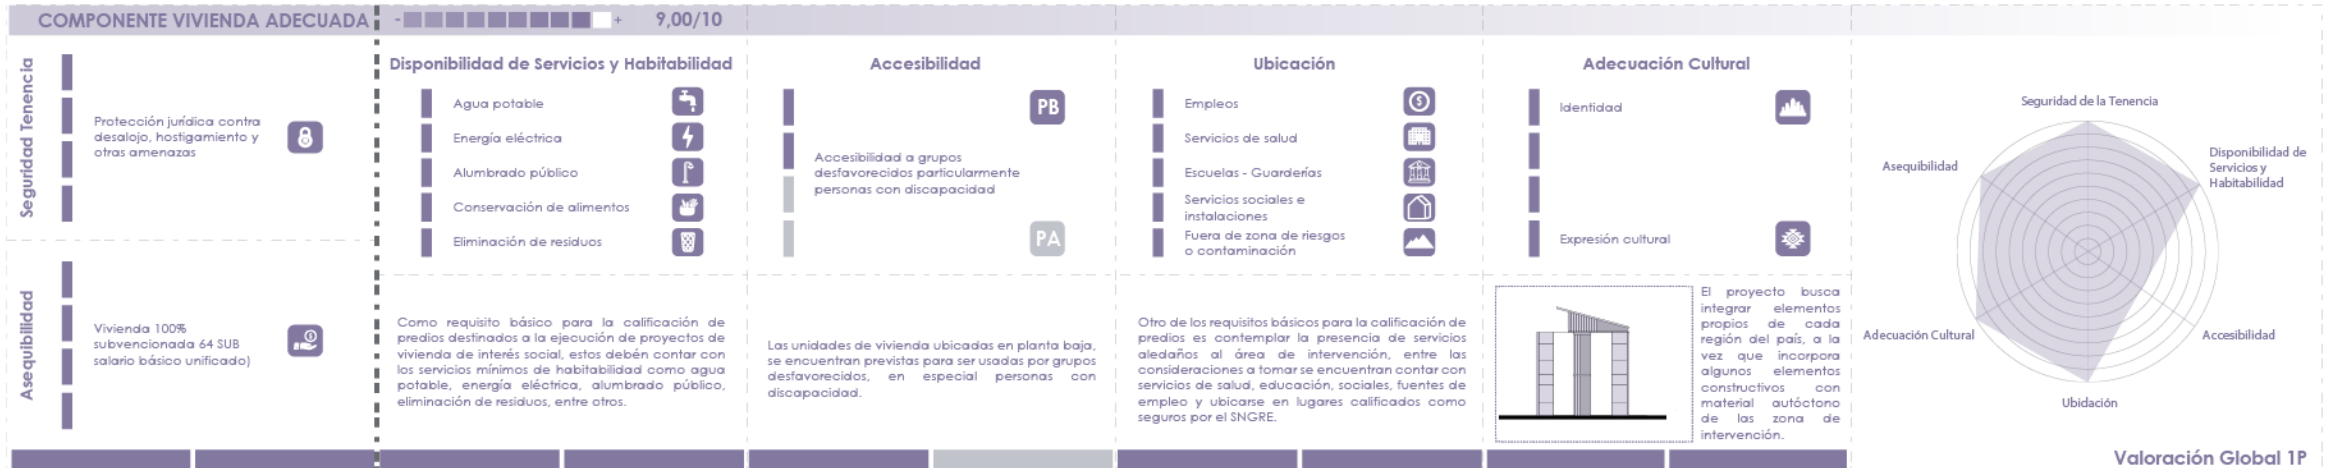 COMPONENTE VIVIENDA ADECUADA - + 9,00/10
Seguridad Tenencia
Protección jurídica contra
desalojo, hostigamiento y
otras amenazas
Asequibilidad
Vivienda 100%
subvencionada 64 SUB
salario básico unificado)
Disponibilidad de Servicios y Habitabilidad
Agua potable
Energía eléctrica
Alumbrado público
Conservación de alimentos
Eliminación de residuos
Como requisito básico para la calificación de
predios destinados a la ejecución de proyectos de
vivienda de interés social, estos debén contar con
los servicios mínimos de habitabilidad como agua
potable, energía eléctrica, alumbrado público,
eliminación de residuos, entre otros.
Accesibilidad
PB
Accesibilidad a grupos
desfavorecidos particularmente
personas con discapacidad
PA
Las unidades de vivienda ubicadas en planta baja,
se encuentran previstas para ser usadas por grupos
desfavorecidos, en especial personas con
discapacidad.
Ubicación
Empleos
Servicios de salud
Escuelas - Guarderías
Servicios sociales e
instalaciones
Fuera de zona de riesgos
o contaminación
Otro de los requisitos básicos para la calificación de
predios es contemplar la presencia de servicios
aledaños al área de intervención, entre las
consideraciones a tomar se encuentran contar con
servicios de salud, educación, sociales, fuentes de
empleo y ubicarse en lugares calificados como
seguros por el SNGRE.
Adecuación Cultural
Identidad
Expresión cultural
El proyecto busca
integrar elementos
propios de cada
región del país, a la
vez que incorpora
algunos elementos
constructivos con
material autóctono
de las zona de
intervención.
Seguridad de la Tenencia
Disponibilidad de
Servicios y
Habitabilidad
Asequibilidad
Adecuación Cultural
Accesibilidad
Ubidación
Valoración Global 1P